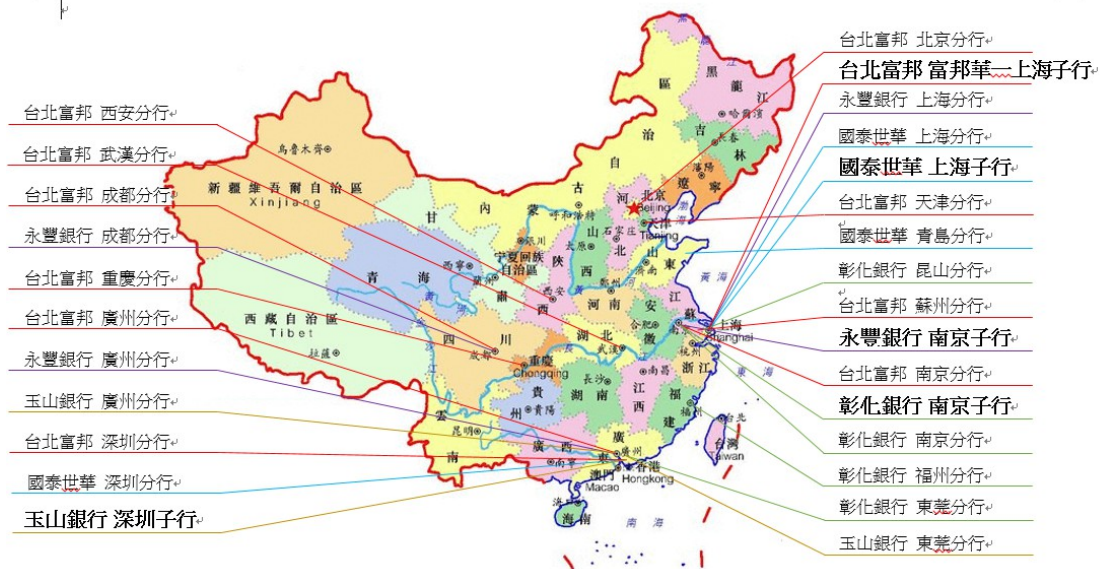 台北富邦 西安分行
台北富邦 武漢分行
台北富邦 成都分行
永豐銀行 成都分行
台北富邦 重慶分行
台北富邦 廣州分行
永豐銀行 廣州分行
玉山銀行 廣州分行
台北富邦 深圳分行
國泰世華 深圳分行
玉山銀行 深圳子行
台北富邦 北京分行
台北富邦 富邦華一上海子行
永豐銀行 上海分行
國泰世華 上海分行
國泰世華 上海子行
台北富邦 天津分行
國泰世華 青島分行
彰化銀行 昆山分行
台北富邦 蘇州分行
永豐銀行 南京子行
台北富邦 南京分行
彰化銀行 南京子行
彰化銀行 南京分行
彰化銀行 福州分行
彰化銀行 東莞分行
玉山銀行 東莞分行
黑龍江
黑龍江
哈爾濱
吉林
長春
遼寧
瀋陽
內蒙古自治區
呼和浩特
烏魯木齊
新疆維吾爾自治區
Xinjiang
甘肅
蘭州
青海
西寧
銀川
宁夏回族
自治區
西藏自治區
Tibet
拉薩
河北
石家庄
北京
Beijing
天津
Tianjing
渤海
山西
太原
山東
濟南
黃海
陝西
西安
河南
鄭州
黃河
江蘇
安徽
合肥
上海
Shanghai
四川
成都
重慶
Chongqing
湖北
武漢
長
杭州
浙江
東海
湖南
長沙
江西
南昌
貴州
貴陽
福建
福州
雲南
昆明
廣西
南寧
廣東
廣州
台北
台灣
Taiwan
香港
Hongkong
澳門
Macao
海口
海南
南海